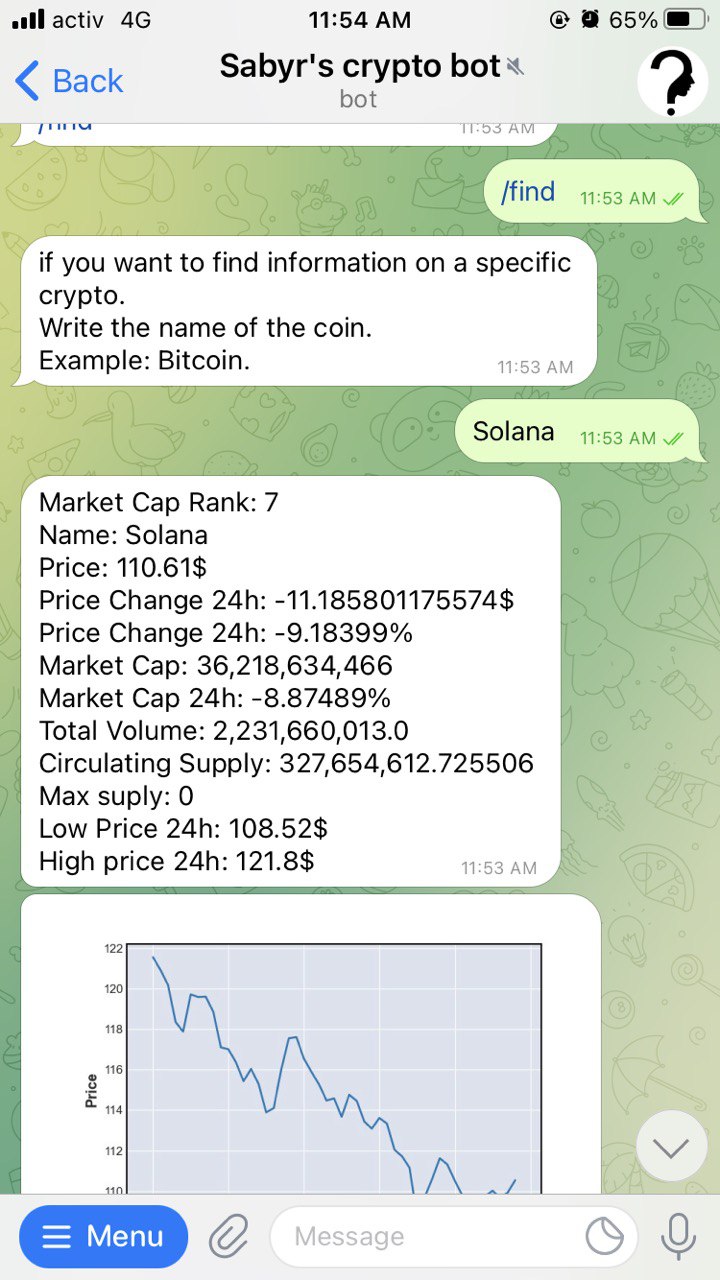 activ 4G 11:54 AM 65%
Back Sabyr's crypto bot
bot
/find 11:53 AM
/find 11:53 AM
if you want to find information on a specific
crypto.
Write the name of the coin.
Example: Bitcoin. 11:53 AM
Solana 11:53 AM
Market Cap Rank: 7
Name: Solana
Price: 110.61$
Price Change 24h: -11.185801175574$
Price Change 24h: -9.18399%
Market Cap: 36,218,634,466
Market Cap 24h: -8.87489%
Total Volume: 2,231,660,013.0
Circulating Supply: 327,654,612.725506
Max suply: 0
Low Price 24h: 108.52$
High price 24h: 121.8$ 11:53 AM
122
120
118
116
Price
114
112
110
Menu Message